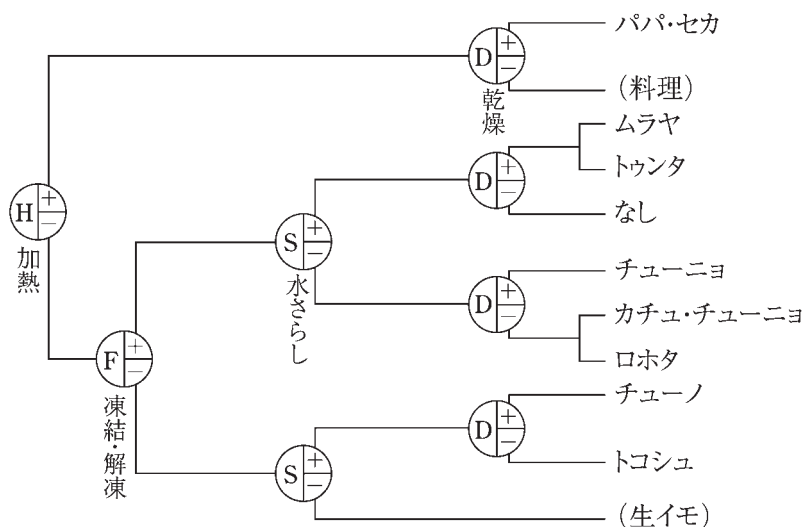 パパ・セカ
D + −
乾燥
(料理)
ムラヤ
D + −
トゥンタ
H + −
加熱
なし
S + −
水さらし
チューニョ
D + −
カチュ・チューニョ
ロホタ
F + −
凍結・解凍
チューノ
D + −
トコシュ
S + −
(生イモ)